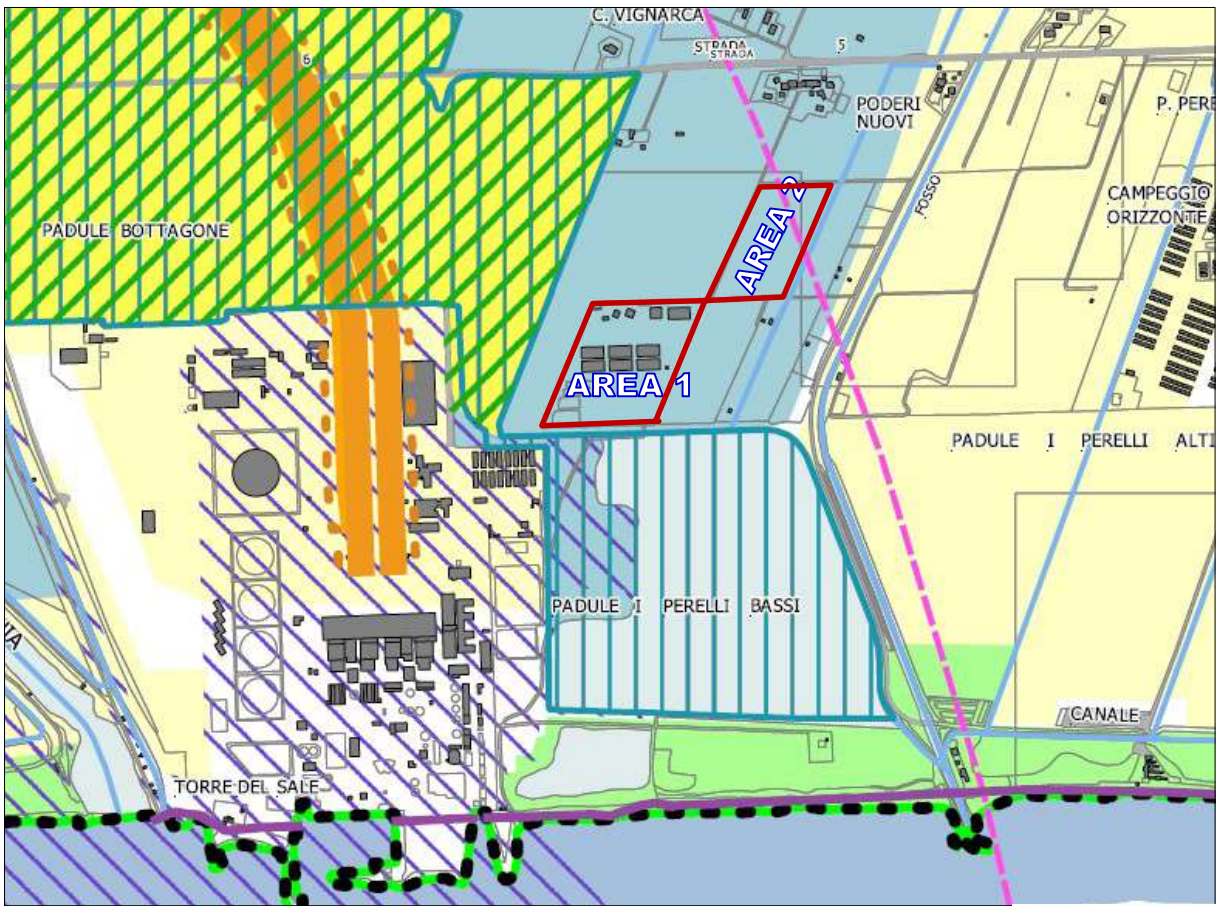 C. VIGNARCA
STRADA
STRADA
5
6
PODERI
NUOVI
P. PERE
CAMPEGGIO
ORIZZONTE
FOSSO
AREA 2
PADULE BOTTAGONE
AREA 1
PADULE I PERELLI ALTI
PADULE I PERELLI BASSI
CANALE
TORRE DEL SALE